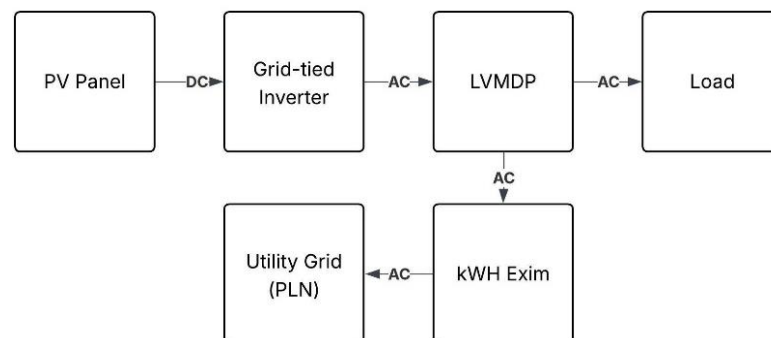 PV Panel
DC
Grid-tied
Inverter
AC
LVMDP
AC
Load
AC
Utility Grid
(PLN)
AC
kWH Exim